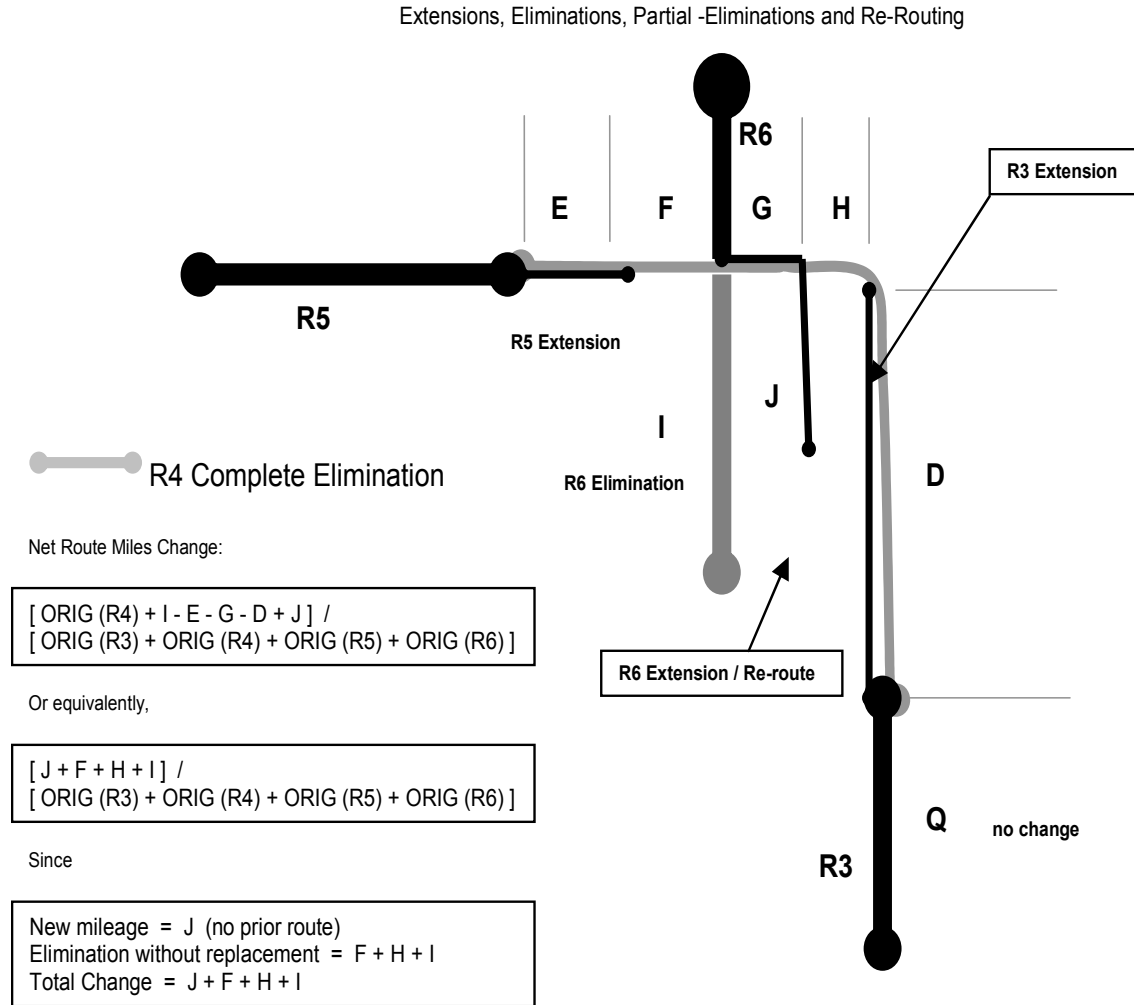 Extensions, Eliminations, Partial -Eliminations and Re-Routing
R6
R3 Extension
E
F
G
H
R5
R5 Extension
J
I
R4 Complete Elimination
R6 Elimination
D
Net Route Miles Change:
[ ORIG (R4) + I - E - G - D + J ] /
[ ORIG (R3) + ORIG (R4) + ORIG (R5) + ORIG (R6) ]
R6 Extension / Re-route
Or equivalently,
[ J + F + H + I ] /
[ ORIG (R3) + ORIG (R4) + ORIG (R5) + ORIG (R6) ]
Q
no change
Since
R3
New mileage = J (no prior route)
Elimination without replacement = F + H + I
Total Change = J + F + H + I